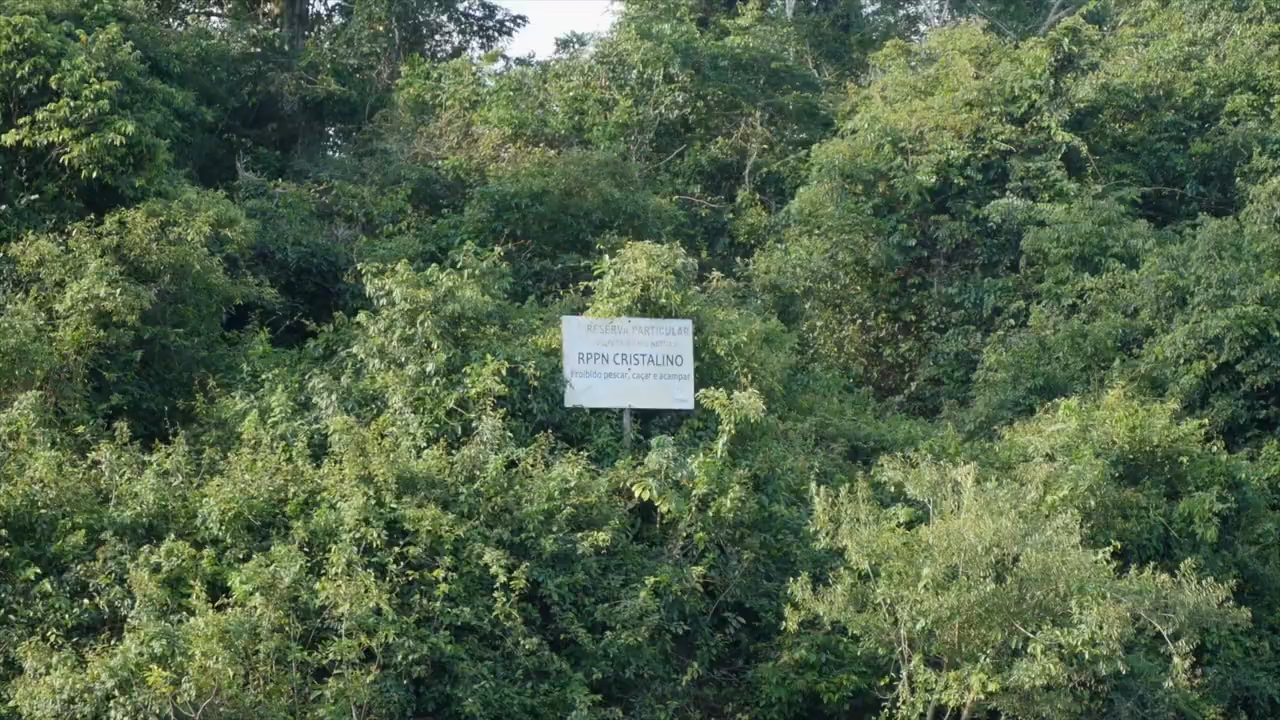 RESERVA PARTICULAR
RPPN CRISTALINO
Proibido pescar, caçar e acampar